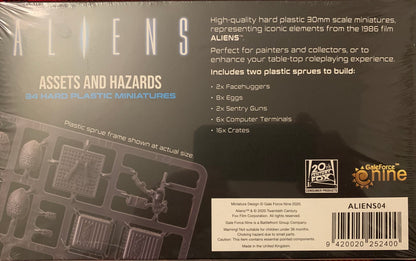 ALIENS
ASSETS AND HAZARDS
34 HARD PLASTIC MINIATURES
Plastic sprue frame shown at actual size.
High-quality hard plastic 30mm scale miniatures,
representing iconic elements from the 1986 film
ALIENS™
Perfect for painters and collectors, or to
enhance your table-top roleplaying experience.
Includes two plastic sprues to build:
• 2x Facehuggers
• 8x Eggs
• 2x Sentry Guns
• 6x Computer Terminals
• 16x Crates
20th
CENTURY
FOX
CONSUMER PRODUCTS
GaleForce
nine
Miniature Design © Gale Force Nine 2020.
Aliens™ & © 2020 Twentieth Century
Fox Film Corporation. All rights reserved.
Gale Force Nine is a Battlefront Group Company.
Warning! Not suitable for children under 36 months.
Choking hazard due to small parts.
Caution: This item contains essential pointed components.
Made in the United Kingdom.
ALIENS04
9 420020 252400 >